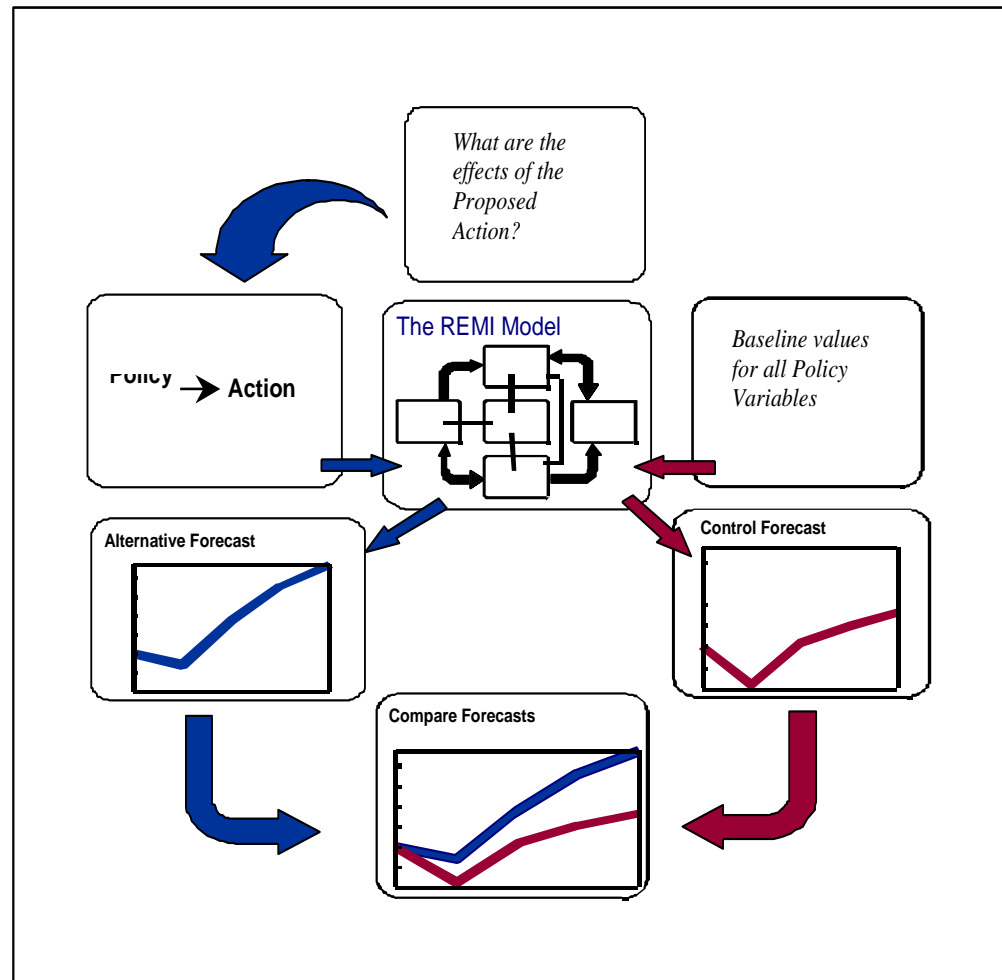 What are the
effects of the
Proposed
Action?
Policy → Action
The REMI Model
Baseline values
for all Policy
Variables
Alternative Forecast
Control Forecast
Compare Forecasts